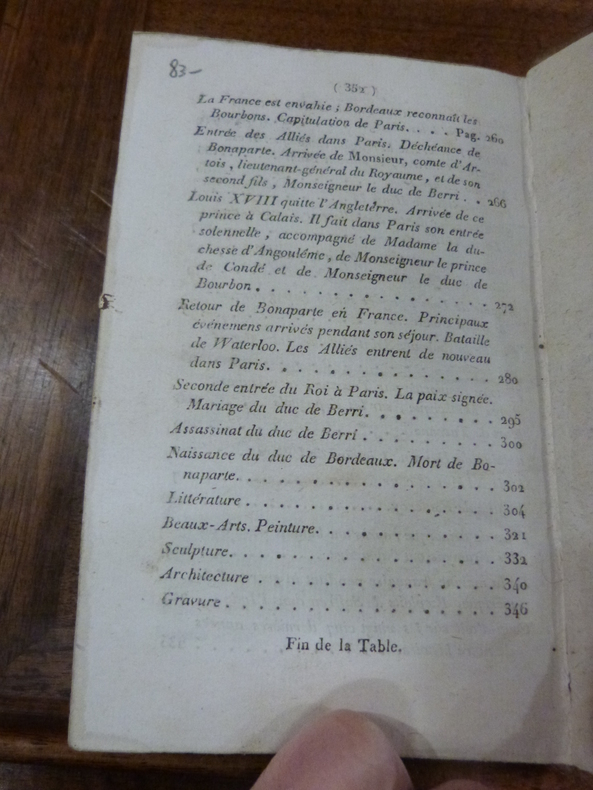 83–
( 352 )
La France est envahie ; Bordeaux reconnaît les
Bourbons. Capitulation de Paris. . . . . Pag. 260
Entrée des Alliés dans Paris. Déchéance de
Bonaparte. Arrivée de Monsieur, comte d'Ar-
tois , lieutenant-général du Royaume , et de son
second fils , Monseigneur le duc de Berri . . 266
Louis XVIII quitte l'Angleterre. Arrivée de ce
prince à Calais. Il fait dans Paris son entrée
solennelle , accompagné de Madame la du-
chesse d'Angoulême , de Monseigneur le prince
de Condé et de Monseigneur le duc de
Bourbon . . . . . . . . . . . . 272
Retour de Bonaparte en France. Principaux
événemens arrivés pendant son séjour. Bataille
de Waterloo. Les Alliés entrent de nouveau
dans Paris. . . . . . . . . . . . 280
Seconde entrée du Roi à Paris. La paix signée.
Mariage du duc de Berri. . . . . . . 295
Assassinat du duc de Berri . . . . . . . 300
Naissance du duc de Bordeaux. Mort de Bo-
naparte. . . . . . . . . . . . . . 302
Littérature . . . . . . . . . . . . . 304
Beaux-Arts. Peinture. . . . . . . . . . 321
Sculpture. . . . . . . . . . . . . . 332
Architecture . . . . . . . . . . . . 340
Gravure . . . . . . . . . . . . . . 346
Fin de la Table.